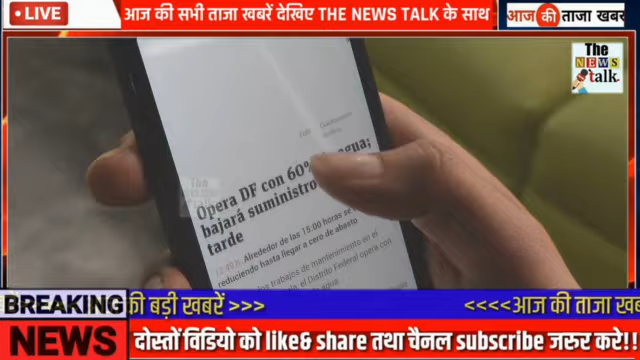 LIVE
आज की सभी ताजा खबरें देखिए THE NEWS TALK के साथ
आज की ताजा खबर
The
NEWS
talk
Opera DF con 60% agua;
bajará suministro
tarde
Alrededor de las 15:00 horas se
reduciendo hasta llegar a cero de abasto
trabajos de mantenimiento en el
el Distrito Federal opera con
BREAKING
NEWS
की बड़ी खबरें >>>
<<<<आज की ताजा खब
दोस्तों विडियो को like& share तथा चैनल subscribe जरुर करे!!